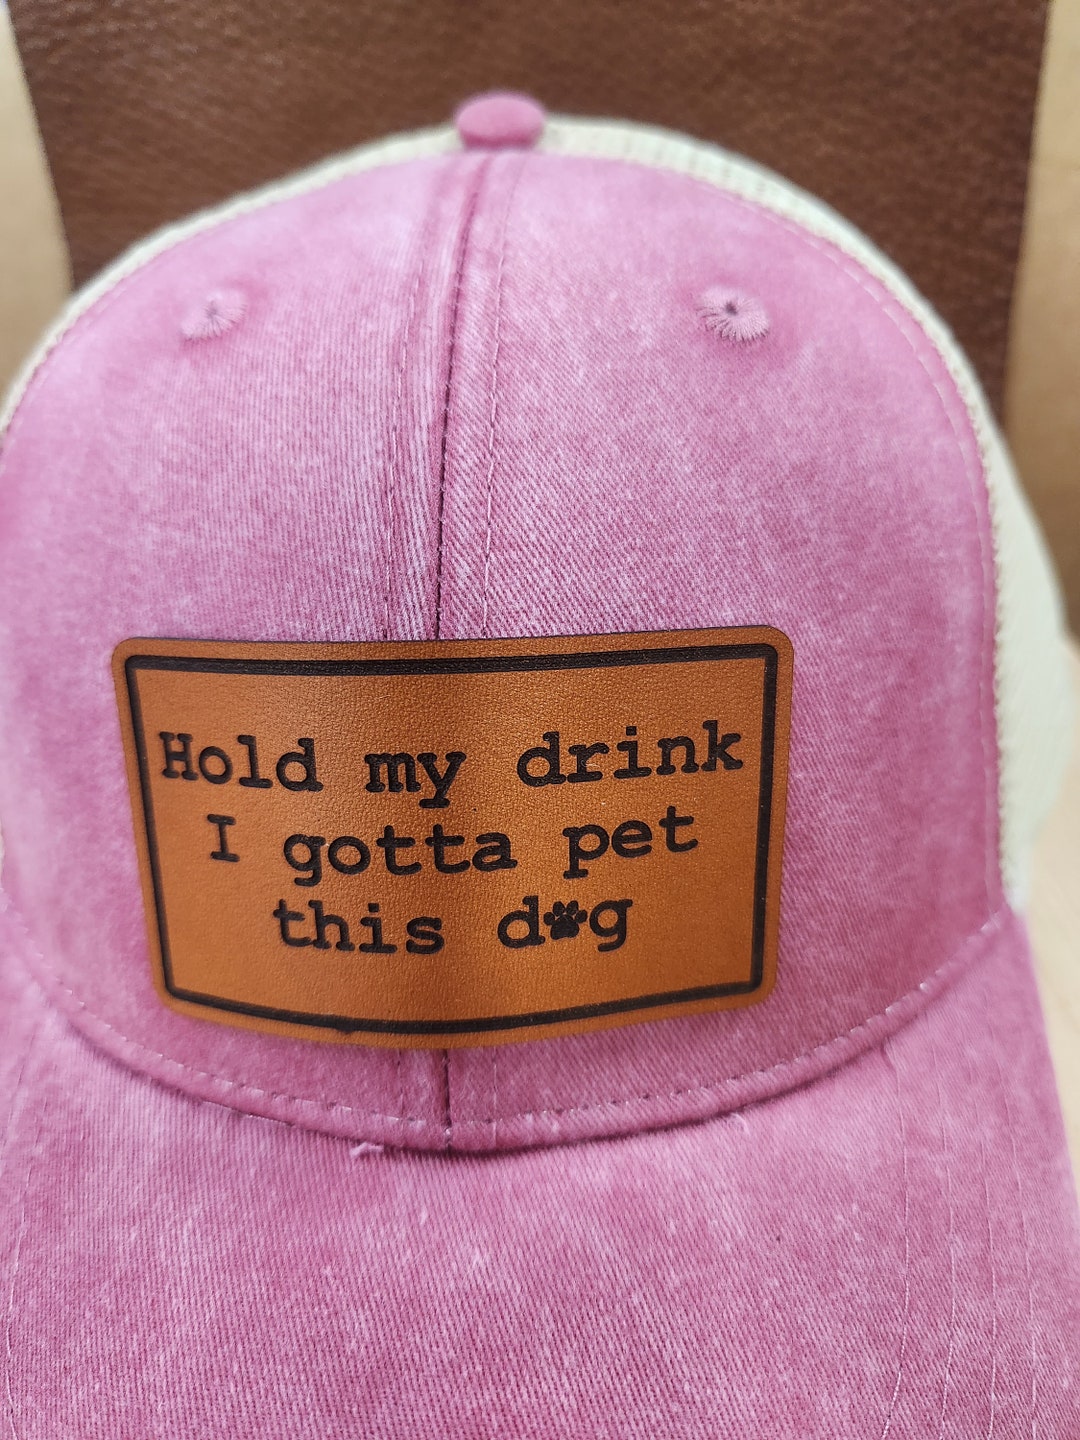 Hold my drink
I gotta pet
this dog